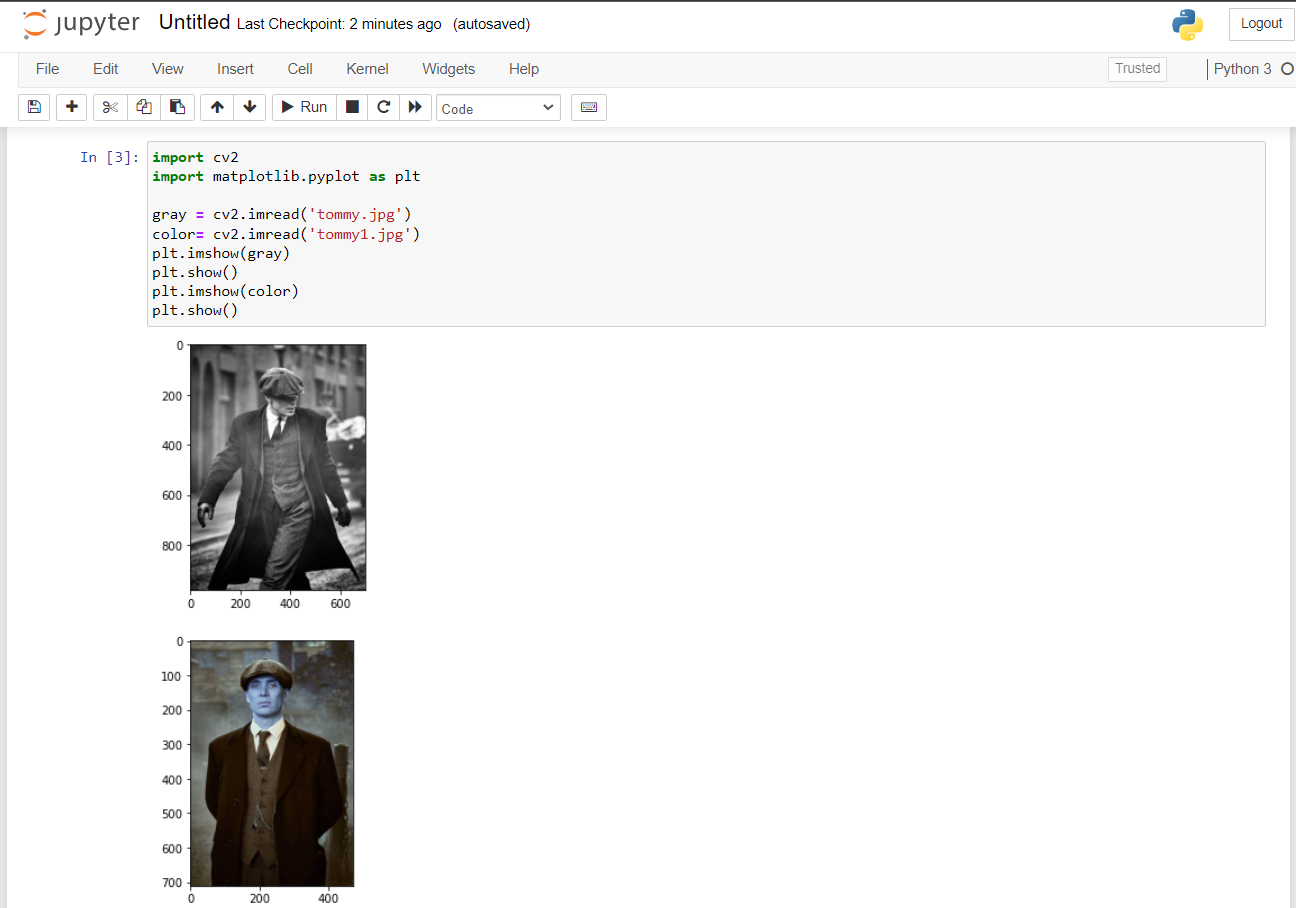 jupyter Untitled Last Checkpoint: 2 minutes ago (autosaved) Logout
File Edit View Insert Cell Kernel Widgets Help Trusted Python 3
Run Code
In [3]: import cv2
import matplotlib.pyplot as plt
gray = cv2.imread('tommy.jpg')
color= cv2.imread('tommy1.jpg')
plt.imshow(gray)
plt.show()
plt.imshow(color)
plt.show()
0
200
400
600
800
0 200 400 600
0
100
200
300
400
500
600
700
0 200 400